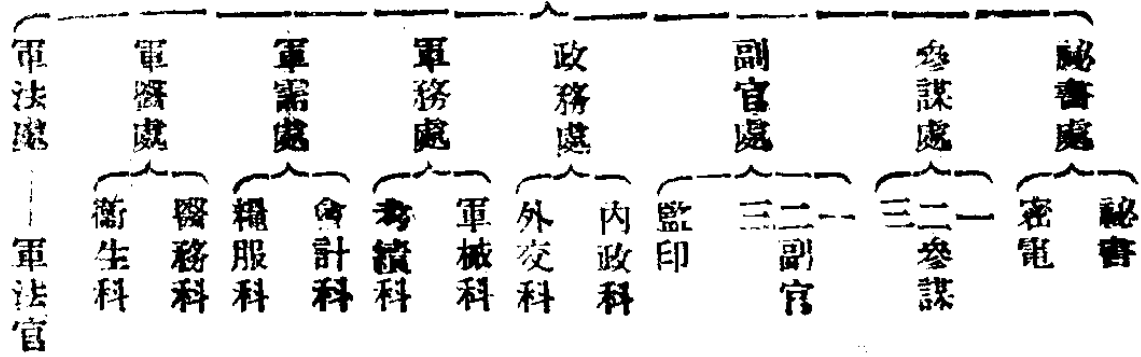 祕書處
參謀處
副官處
政務處
軍務處
軍需處
軍醫處
軍法處
祕書
密電
一二三參謀
一二三副官
監印
內政科
外交科
軍械科
考績科
會計科
糧服科
醫務科
衞生科
軍法官